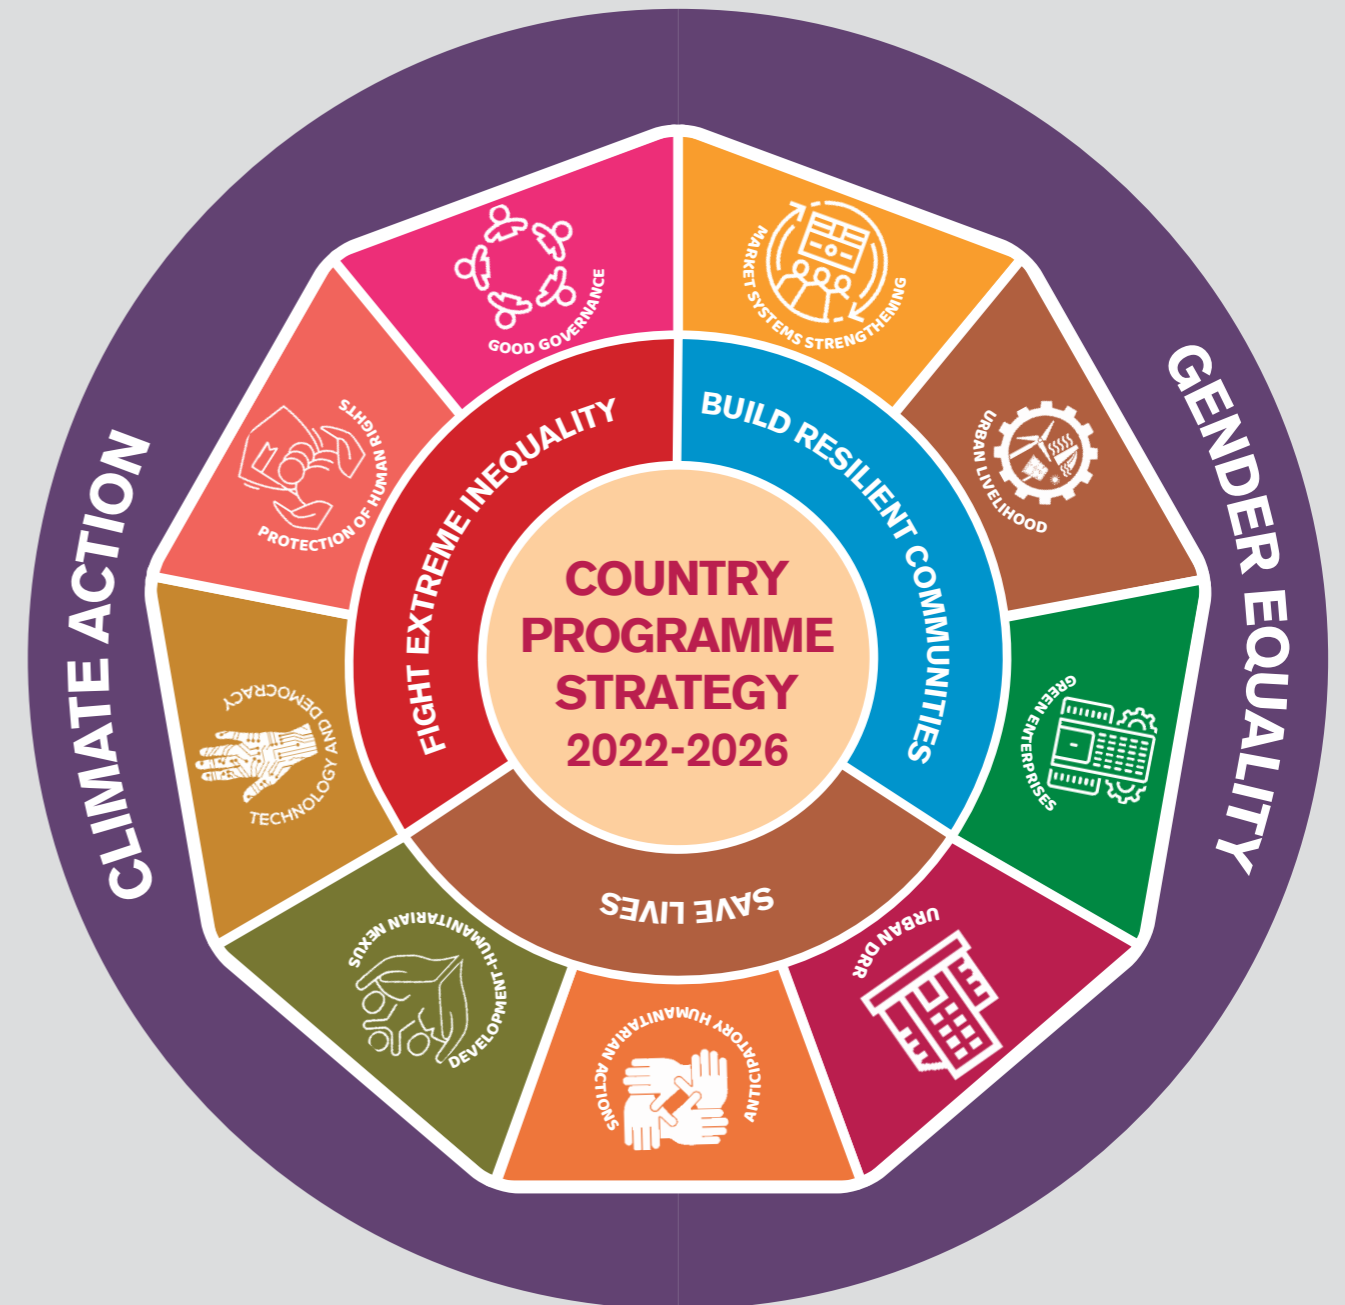 COUNTRY
PROGRAMME
STRATEGY
2022-2026
FIGHT EXTREME INEQUALITY
BUILD RESILIENT COMMUNITIES
SAVE LIVES
GOOD GOVERNANCE
MARKET SYSTEMS STRENGTHENING
URBAN LIVELIHOOD
GREEN ENTERPRISES
URBAN DRR
ANTICIPATORY HUMANITARIAN ACTIONS
DEVELOPMENT-HUMANITARIAN NEXUS
TECHNOLOGY AND DEMOCRACY
PROTECTION OF HUMAN RIGHTS
CLIMATE ACTION
GENDER EQUALITY